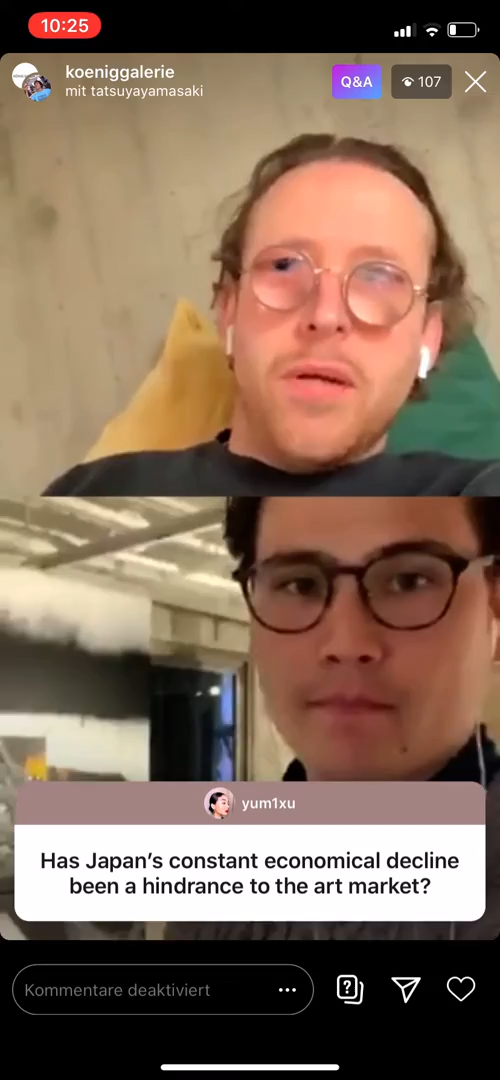 10:25
koeniggalerie
mit tatsuyayamasaki
Q&A
107
yum1xu
Has Japan's constant economical decline
been a hindrance to the art market?
Kommentare deaktiviert